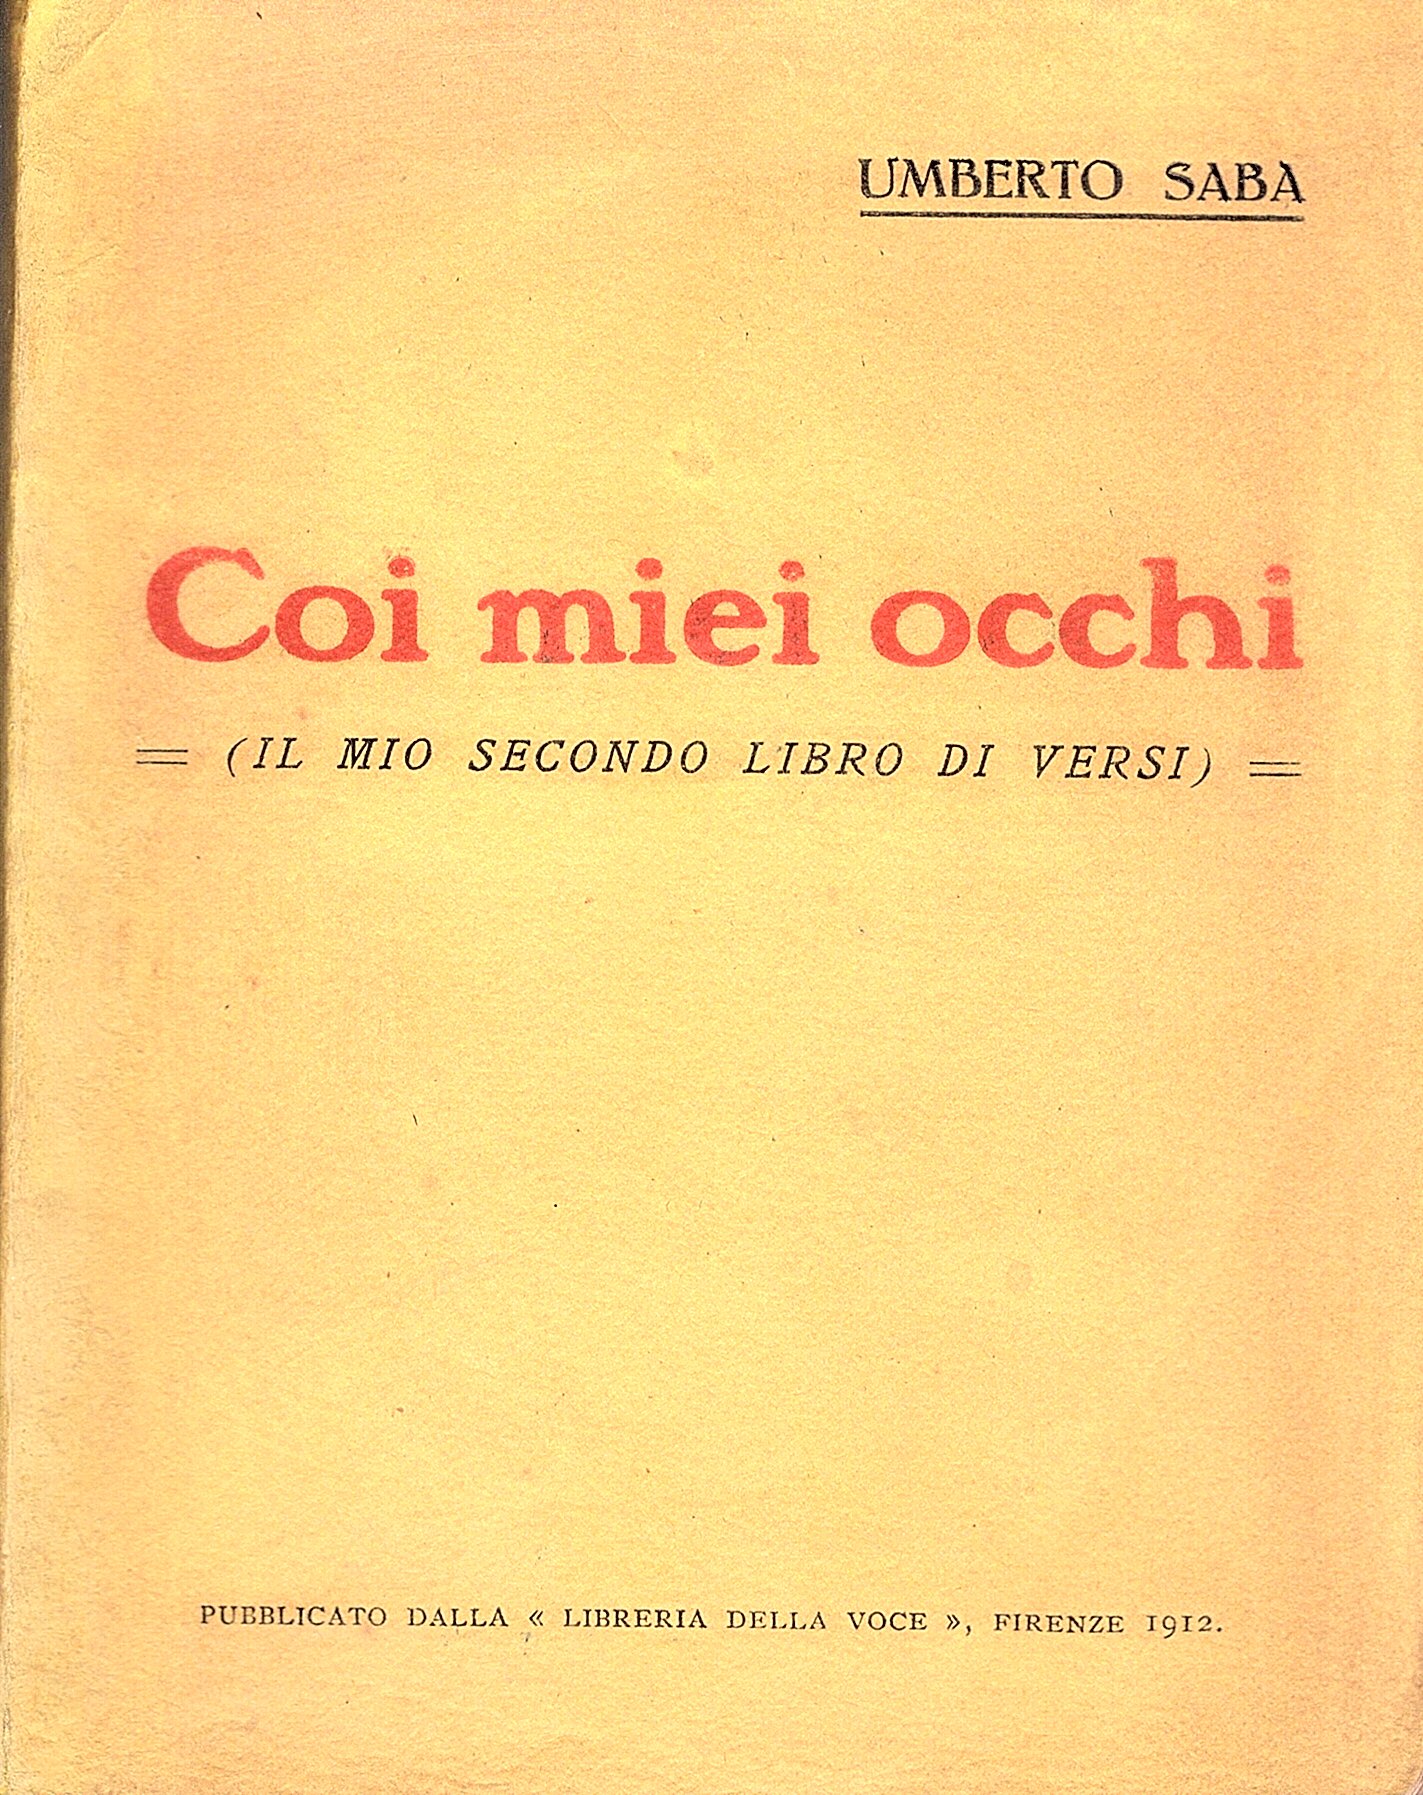 UMBERTO SABA
Coi miei occhi
= (IL MIO SECONDO LIBRO DI VERSI) =
PUBBLICATO DALLA « LIBRERIA DELLA VOCE », FIRENZE 1912.